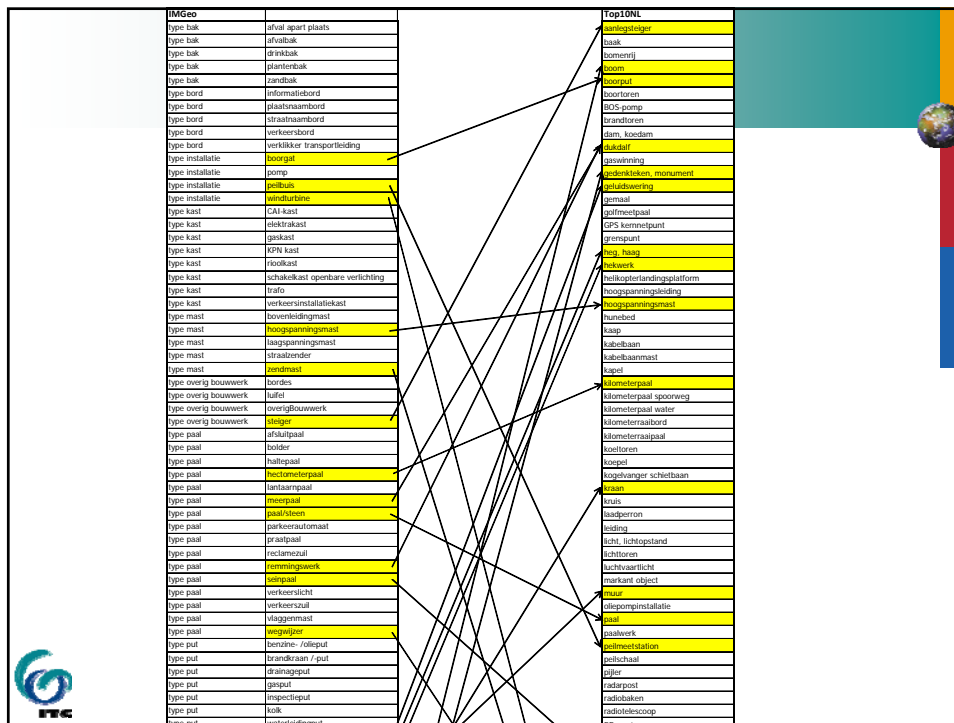 IMGeo
type bak afval apart plaats
type bak afvalbak
type bak drinkbak
type bak plantenbak
type bak zandbak
type bord informatiebord
type bord plaatsnaambord
type bord straatnaambord
type bord verkeersbord
type bord verklikker transportleiding
type installatie boorgat
type installatie pomp
type installatie peilbuis
type installatie windturbine
type kast CAI-kast
type kast elektrakast
type kast gaskast
type kast KPN kast
type kast rioolkast
type kast schakelkast openbare verlichting
type kast trafo
type kast verkeersinstallatiekast
type mast bovenleidingmast
type mast hoogspanningsmast
type mast laagspanningsmast
type mast straalzender
type mast zendmast
type overig bouwwerk bordes
type overig bouwwerk luifel
type overig bouwwerk overigBouwwerk
type overig bouwwerk steiger
type paal afsluitpaal
type paal bolder
type paal haltepaal
type paal hectometerpaal
type paal lantaarnpaal
type paal meerpaal
type paal paal/steen
type paal parkeerautomaat
type paal praatpaal
type paal reclamezuil
type paal remmingswerk
type paal seinpaal
type paal verkeerslicht
type paal verkeerszuil
type paal vlaggenmast
type paal wegwijzer
type put benzine- /olieput
type put brandkraan /-put
type put drainageput
type put gasput
type put inspectieput
type put kolk
Top10NL
aanlegsteiger
baak
bomenrij
boom
boorput
boortoren
BOS-pomp
brandtoren
dam, koedam
dukdalf
gaswinning
gedenkteken, monument
geluidswering
gemaal
golfmeetpaal
GPS kernnetpunt
grenspunt
heg, haag
hekwerk
helikopterlandingsplatform
hoogspanningsleiding
hoogspanningsmast
hunebed
kaap
kabelbaan
kabelbaanmast
kapel
kilometerpaal
kilometerpaal spoorweg
kilometerpaal water
kilometerraaibord
kilometerraaipaal
koeltoren
koepel
kogelvanger schietbaan
kraan
kruis
laadperron
leiding
licht, lichtopstand
lichttoren
luchtvaartlicht
markant object
muur
oliepompinstallatie
paal
paalwerk
peilmeetstation
peilschaal
pijler
radarpost
radiobaken
radiotelescoop
ITC